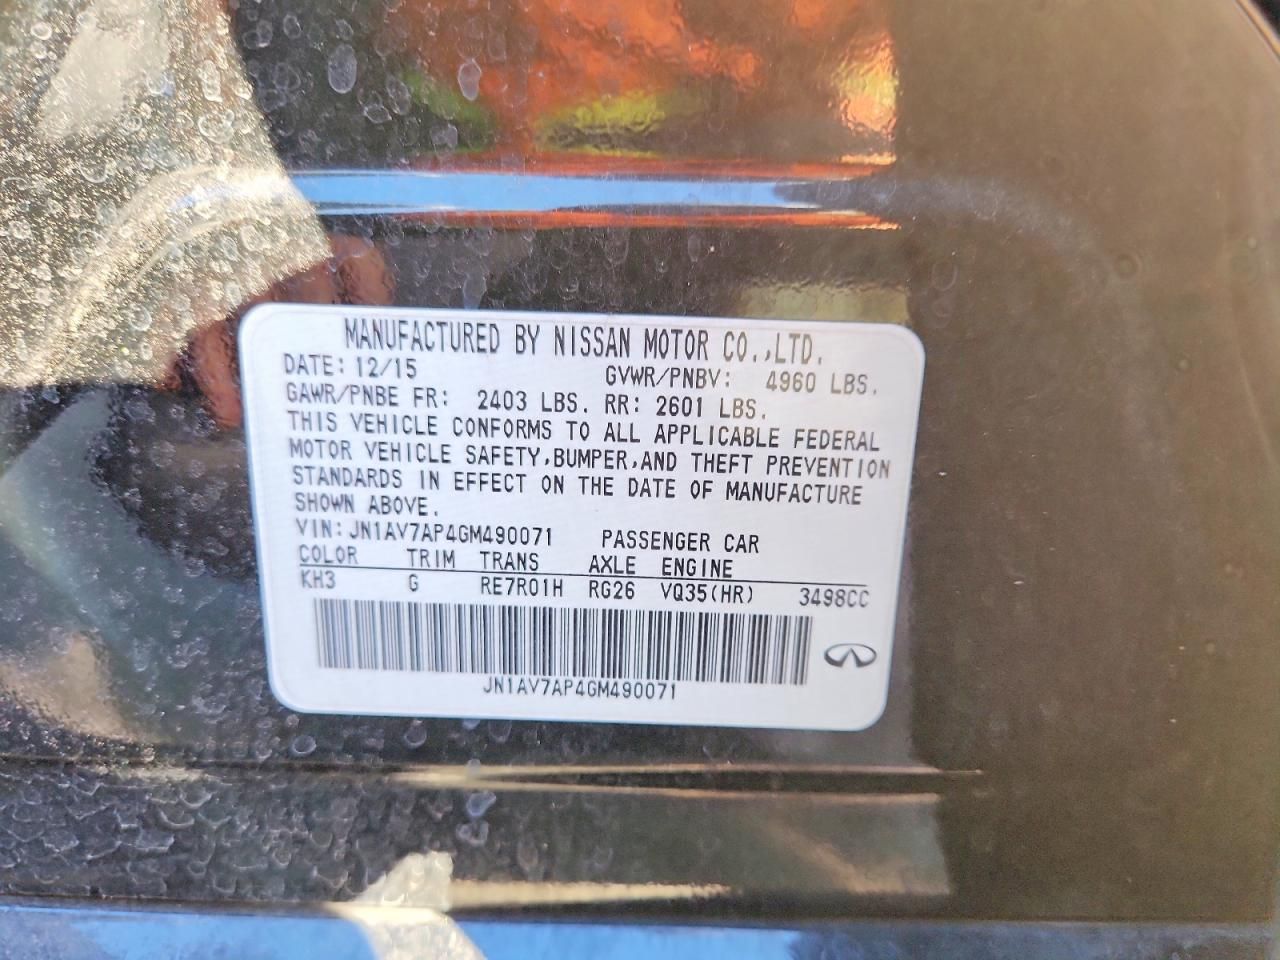 MANUFACTURED BY NISSAN MOTOR CO.,LTD.
DATE: 12/15 GVWR/PNBV: 4960 LBS.
GAWR/PNBE FR: 2403 LBS. RR: 2601 LBS.
THIS VEHICLE CONFORMS TO ALL APPLICABLE FEDERAL
MOTOR VEHICLE SAFETY,BUMPER,AND THEFT PREVENTION
STANDARDS IN EFFECT ON THE DATE OF MANUFACTURE
SHOWN ABOVE.
VIN:JN1AV7AP4GM490071 PASSENGER CAR
COLOR TRIM TRANS AXLE ENGINE
KH3 G RE7R01H RG26 VQ35(HR) 3498CC
JN1AV7AP4GM490071